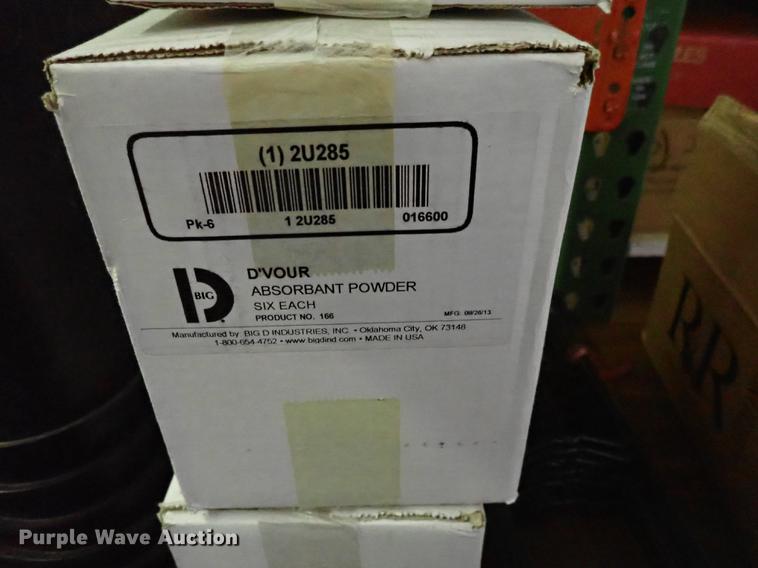 (1) 2U285
Pk-6 1 2U285 016600
BIG
D'VOUR
ABSORBANT POWDER
SIX EACH
PRODUCT NO. 166 MFG: 08/26/13
Manufactured by BIG D INDUSTRIES, INC • Oklahoma City, OK 73148
1-800-654-4752 • www.bigdind.com • MADE IN USA
RR
Purple Wave Auction